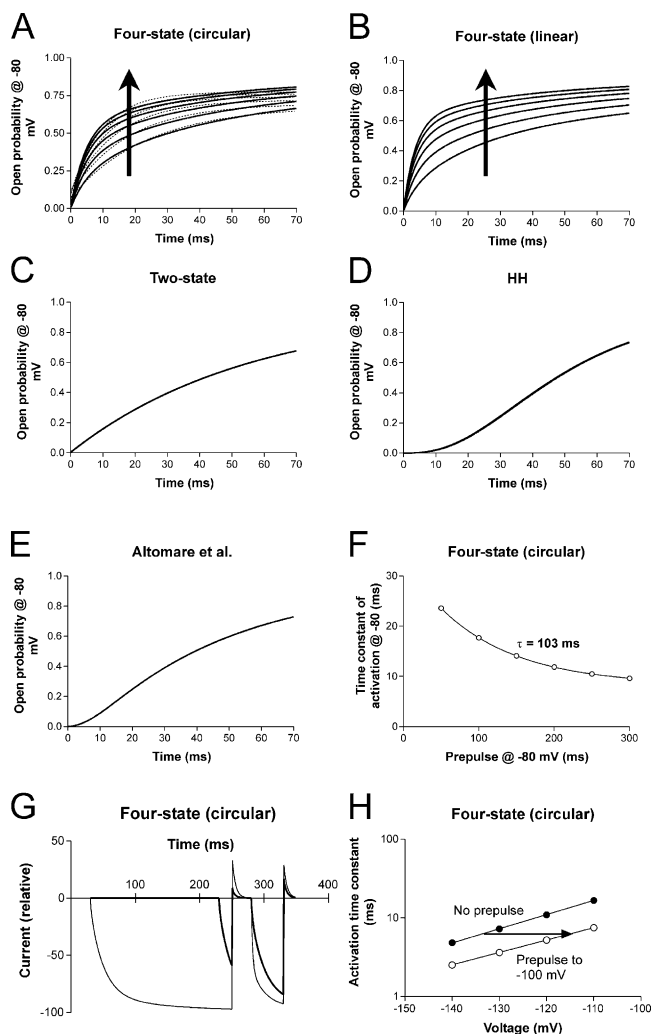 A
Four-state (circular)
Open probability @ -80
mV
1.00
0.75
0.50
0.25
0.00
0 10 20 30 40 50 60 70
Time (ms)
B
Four-state (linear)
Open probability @ -80
mV
1.0
0.8
0.6
0.4
0.2
0.0
0 10 20 30 40 50 60 70
Time (ms)
C
Two-state
Open probability @ -80
mV
1.0
0.8
0.6
0.4
0.2
0.0
0 10 20 30 40 50 60 70
Time (ms)
D
HH
Open probability @ -80
mV
1.0
0.8
0.6
0.4
0.2
0.0
0 10 20 30 40 50 60 70
Time (ms)
E
Altomare et al.
Open probability @ -80
mV
1.0
0.8
0.6
0.4
0.2
0.0
0 10 20 30 40 50 60 70
Time (ms)
F
Four-state (circular)
Time constant of
activation @ -80 (ms)
30
20
10
0
τ = 103 ms
0 100 200 300
Prepulse @ -80 mV (ms)
G
Four-state (circular)
Time (ms)
Currrent (relative)
50
0
-50
-100
100 200 300 400
H
Four-state (circular)
Activation time constant
(ms)
100
10
1
No prepulse
Prepulse to
-100 mV
-150 -140 -130 -120 -110 -100
Voltage (mV)